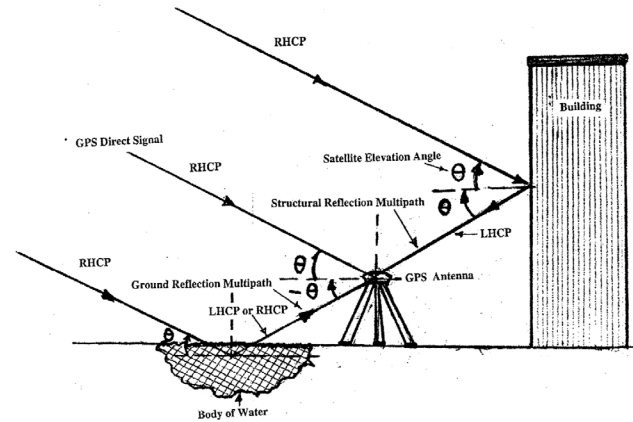 RHCP
Building
GPS Direct Signal
RHCP
Satellite Elevation Angle
Θ
Θ
Structural Reflection Multipath
LHCP
RHCP
Θ
GPS Antenna
Ground Reflection Multipath
-Θ
LHCP or RHCP
Θ
Body of Water